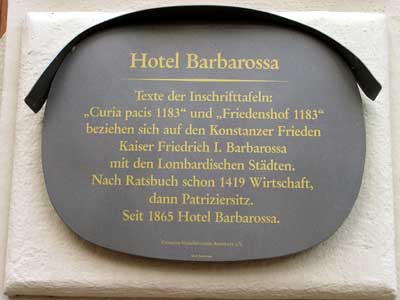 Hotel Barbarossa
Texte der Inschrifttafeln:
„Curia pacis 1183“ und „Friedenshof 1183“
beziehen sich auf den Konstanzer Frieden
Kaiser Friedrich I. Barbarossa
mit den Lombardischen Städten.
Nach Ratsbuch schon 1419 Wirtschaft,
dann Patriziersitz.
Seit 1865 Hotel Barbarossa.